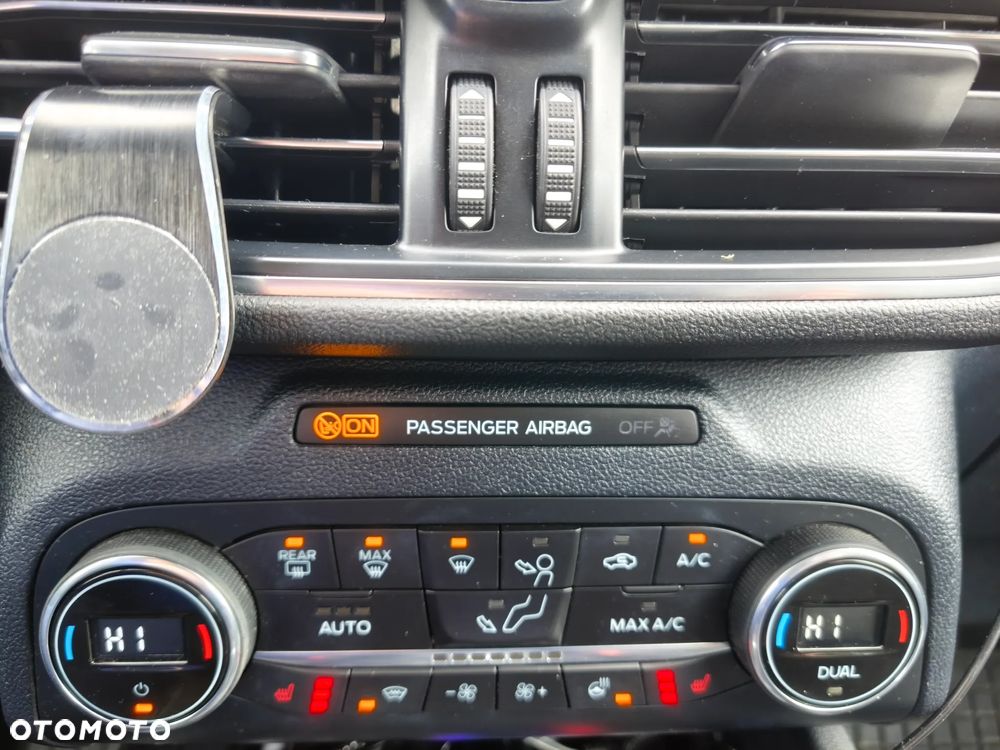 ON PASSENGER AIRBAG OFF
REAR MAX A/C
AUTO MAX A/C
HI HI
DUAL
- +
OTOMOTO